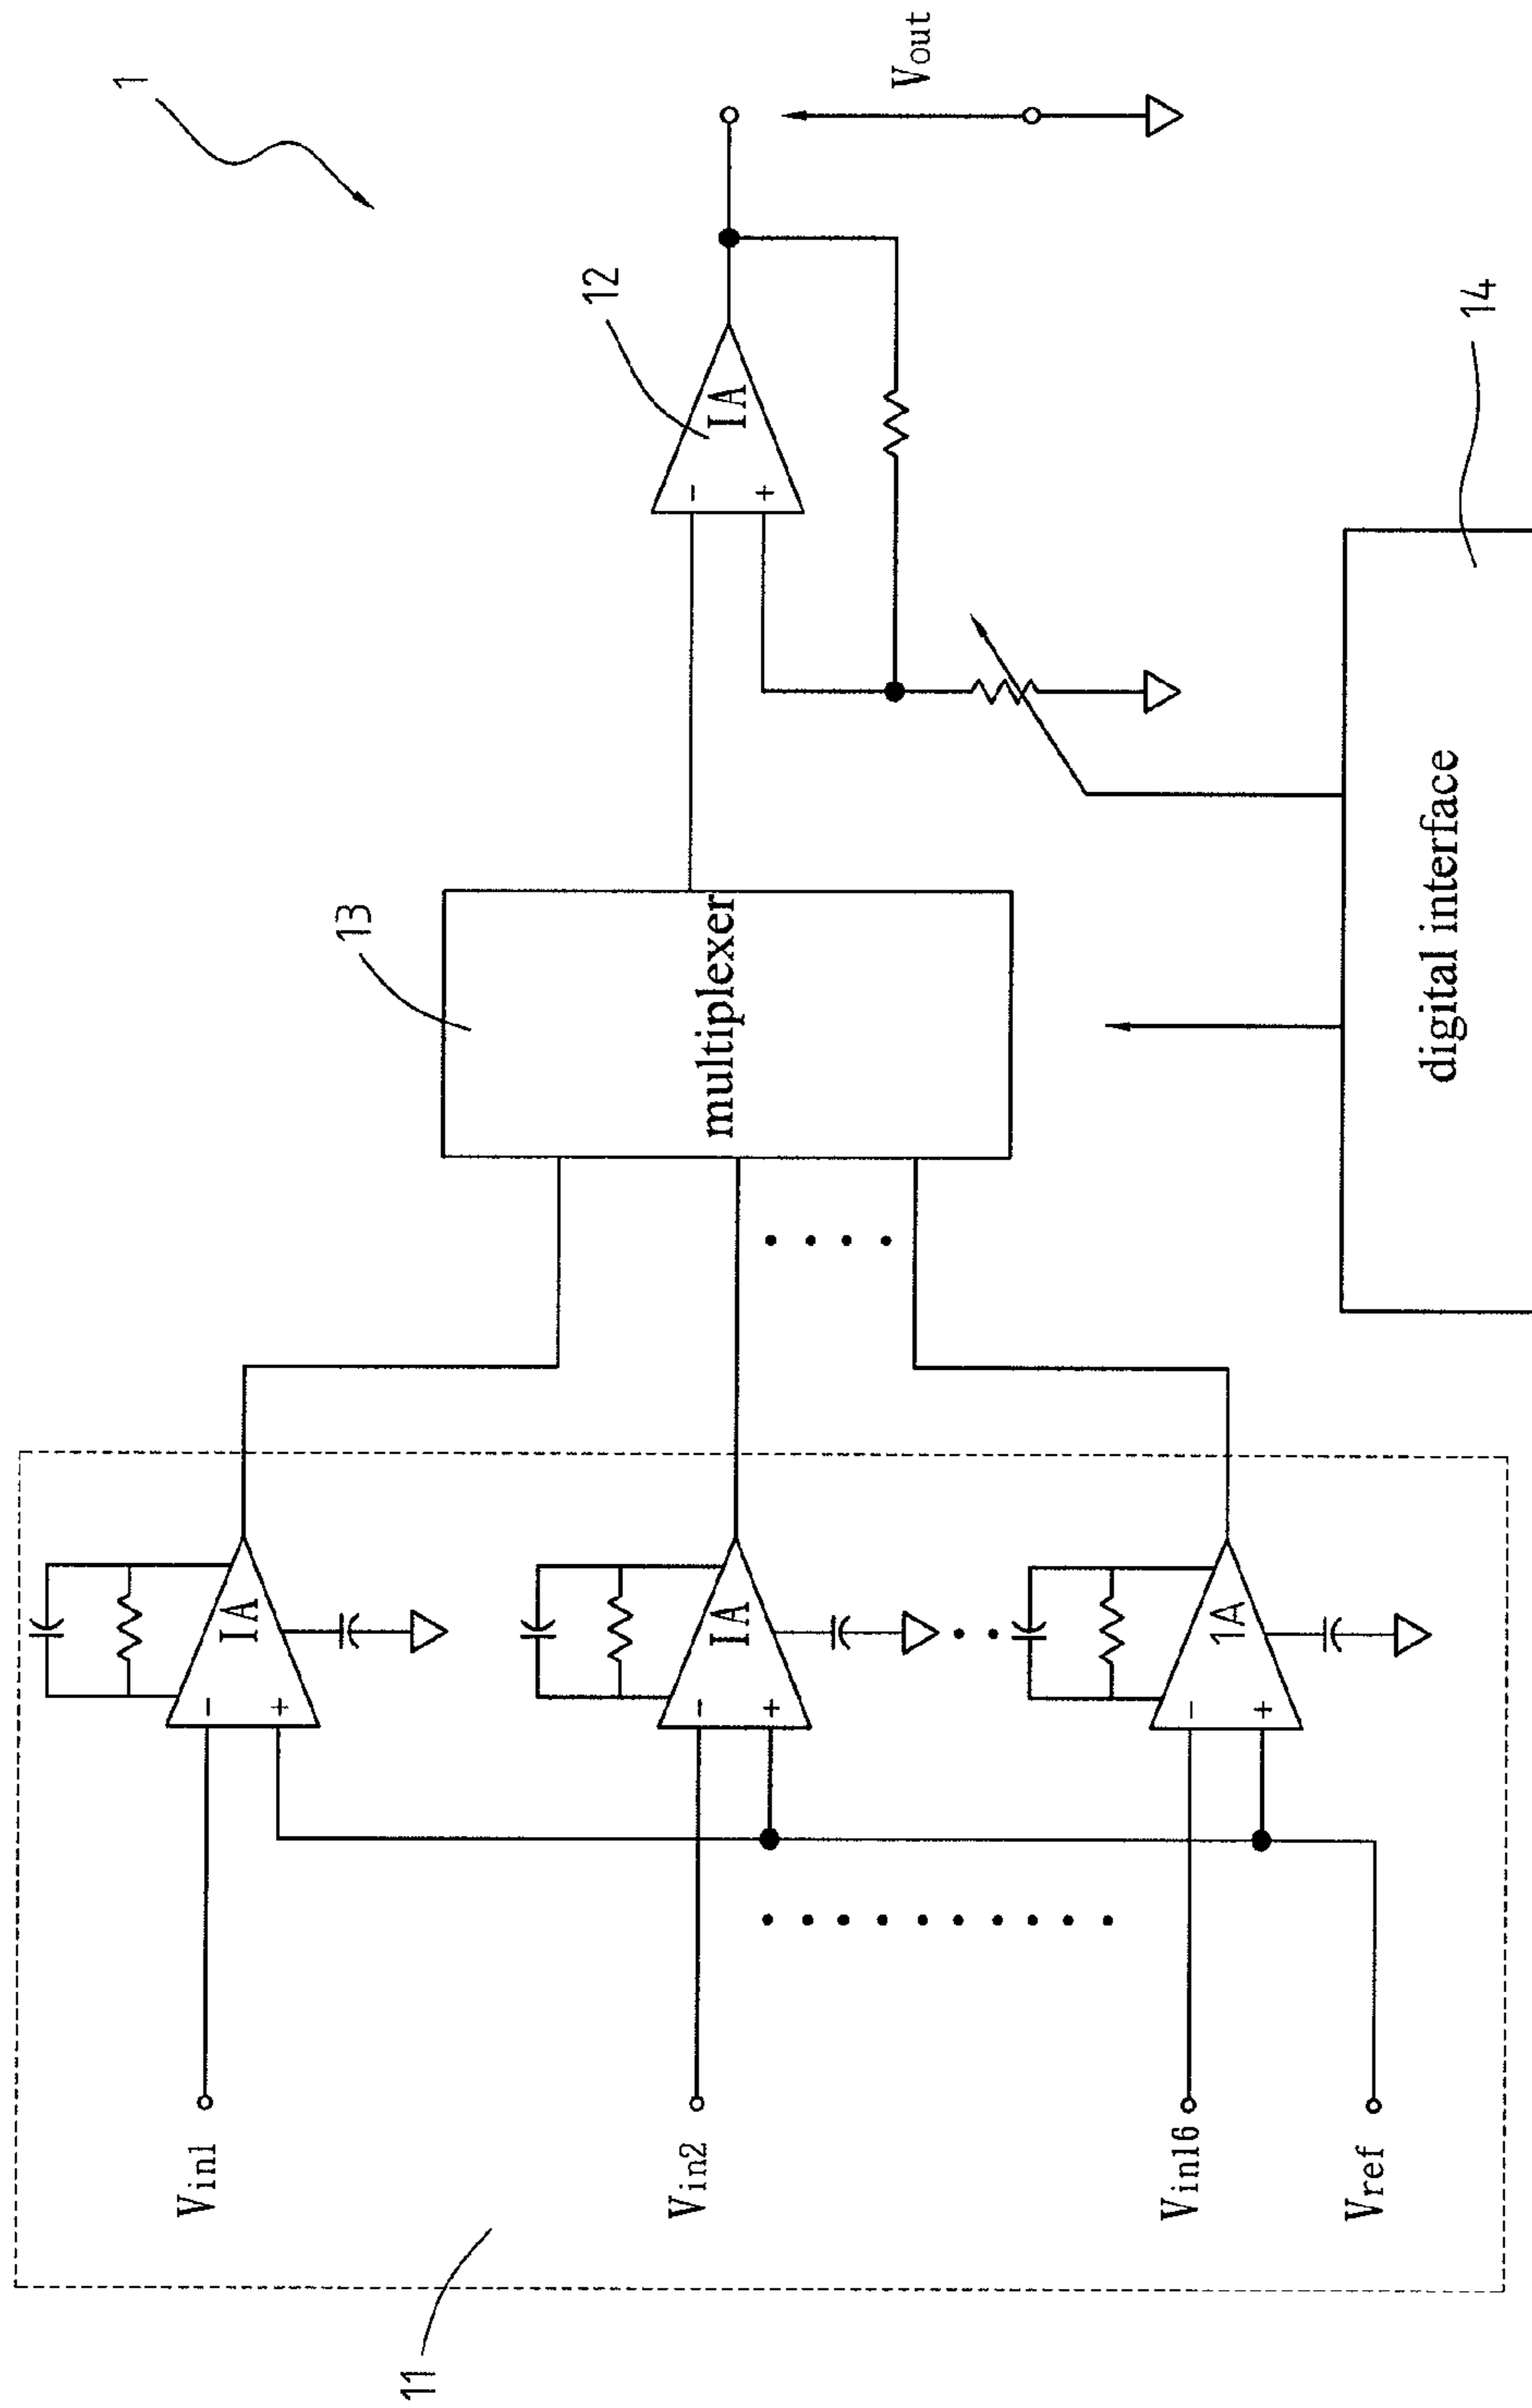 1
12
IA
-
+
Vout
13
multiplexer
14
digital interface
11
Vin1
-
+
IA
Vin2
-
+
IA
Vin16
-
+
1A
Vref